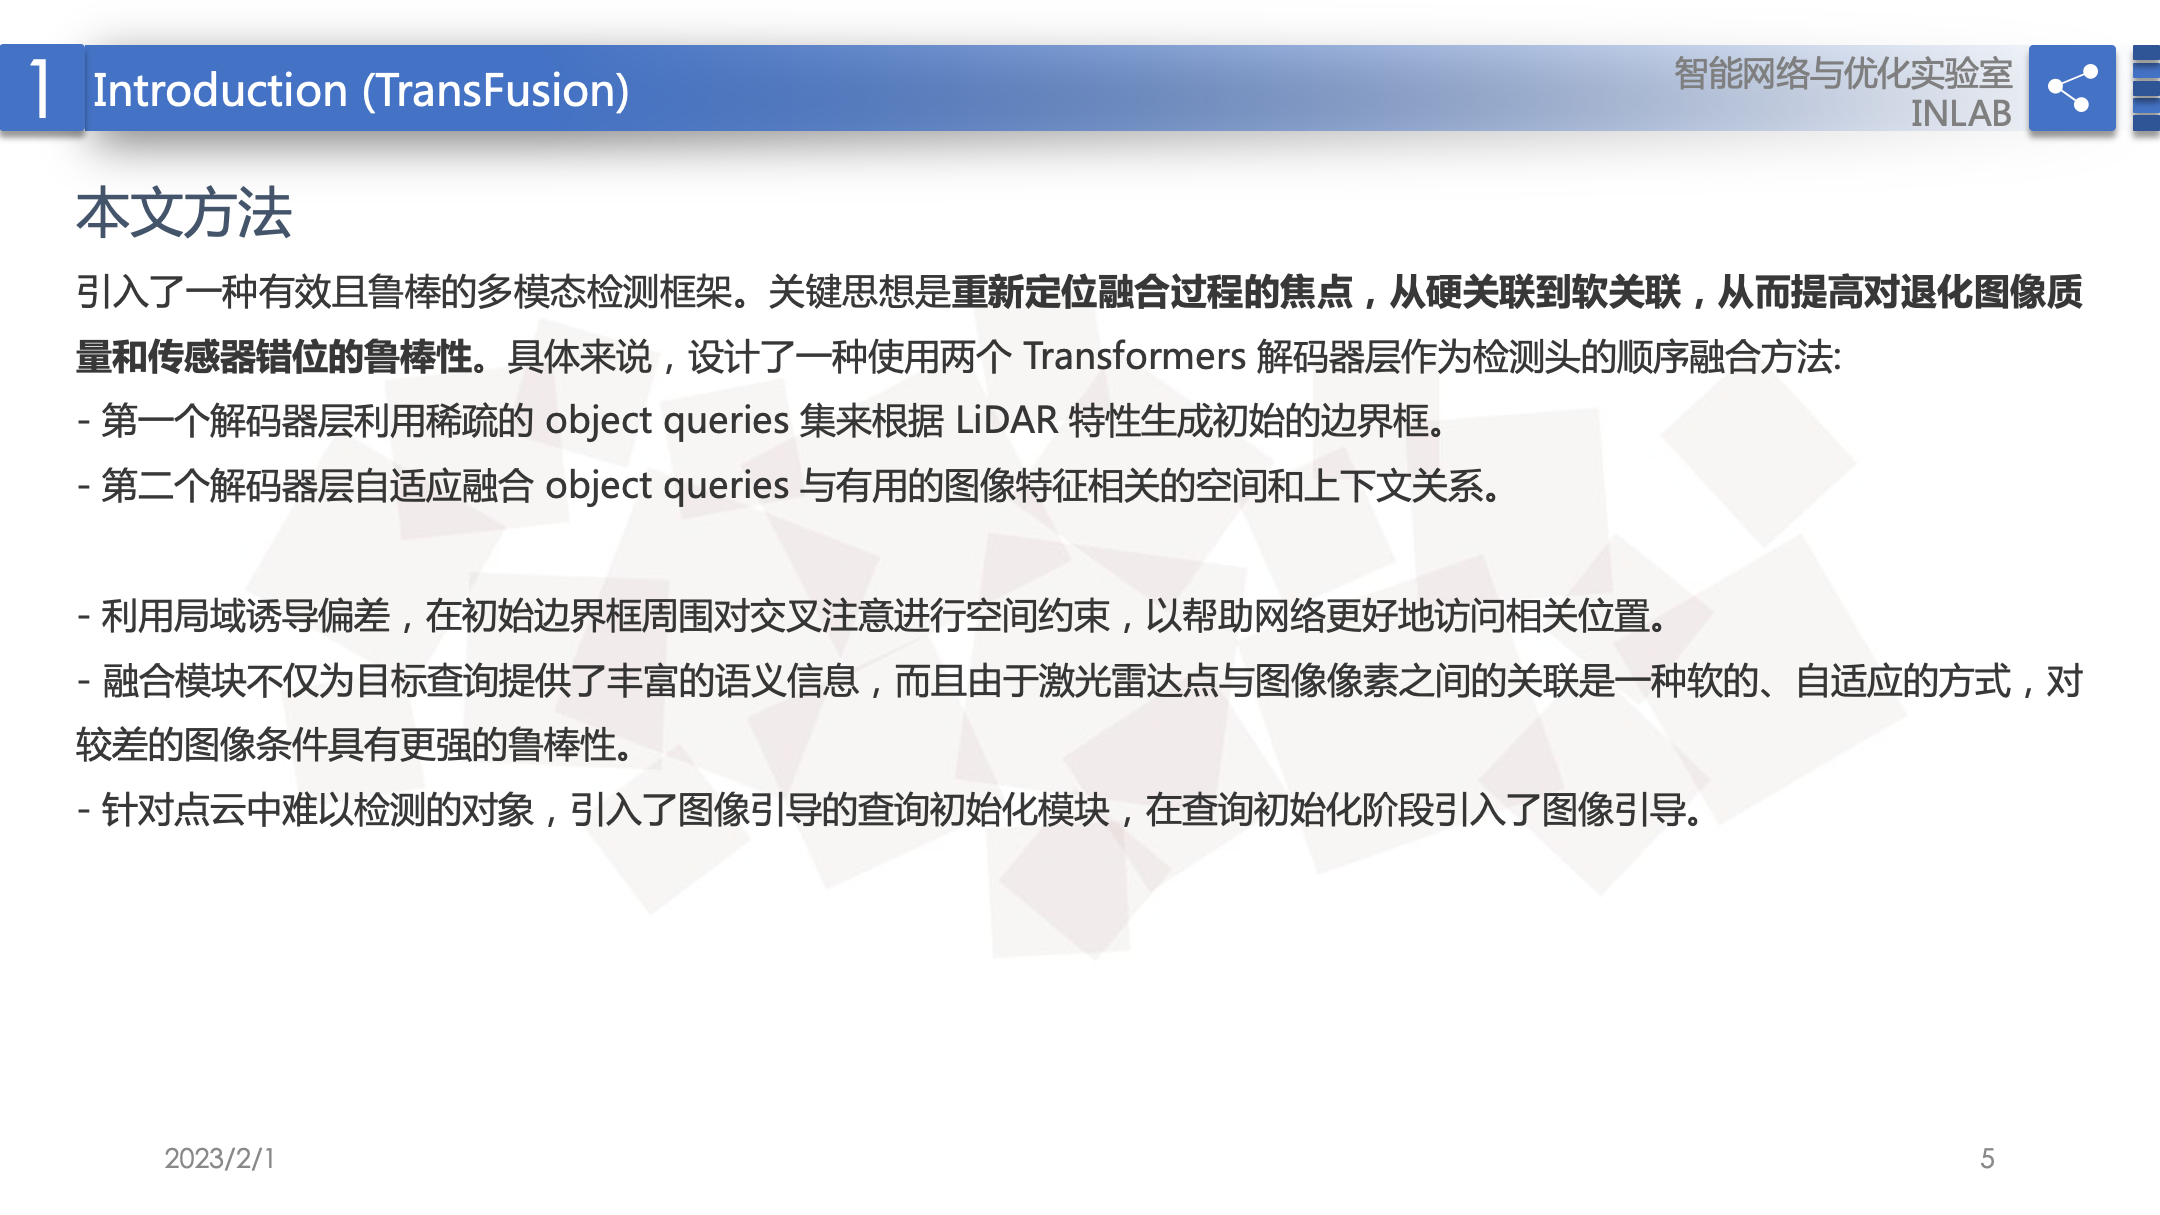 1
Introduction (TransFusion)
智能网络与优化实验室
INLAB
本文方法
引入了一种有效且鲁棒的多模态检测框架。关键思想是重新定位融合过程的焦点，从硬关联到软关联，从而提高对退化图像质
量和传感器错位的鲁棒性。具体来说，设计了一种使用两个 Transformers 解码器层作为检测头的顺序融合方法:
- 第一个解码器层利用稀疏的 object queries 集来根据 LiDAR 特性生成初始的边界框。
- 第二个解码器层自适应融合 object queries 与有用的图像特征相关的空间和上下文关系。
- 利用局域诱导偏差，在初始边界框周围对交叉注意进行空间约束，以帮助网络更好地访问相关位置。
- 融合模块不仅为目标查询提供了丰富的语义信息，而且由于激光雷达点与图像像素之间的关联是一种软的、自适应的方式，对
较差的图像条件具有更强的鲁棒性。
- 针对点云中难以检测的对象，引入了图像引导的查询初始化模块，在查询初始化阶段引入了图像引导。
2023/2/1
5